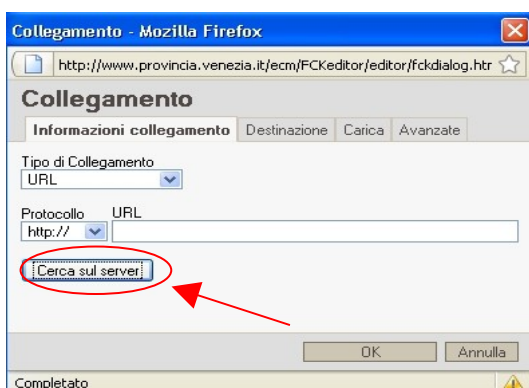 Collegamento - Mozilla Firefox
http://www.provincia.venezia.it/ecm/FCKeditor/editor/fckdialog.htr
Collegamento
Informazioni collegamento Destinazione Carica Avanzate
Tipo di Collegamento
URL
Protocollo URL
http://
Cerca sul server
OK Annulla
Completato